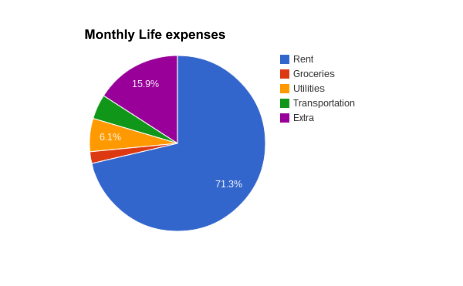 Monthly Life expenses
Rent
Groceries
Utilities
Transportation
Extra
15.9%
6.1%
71.3%